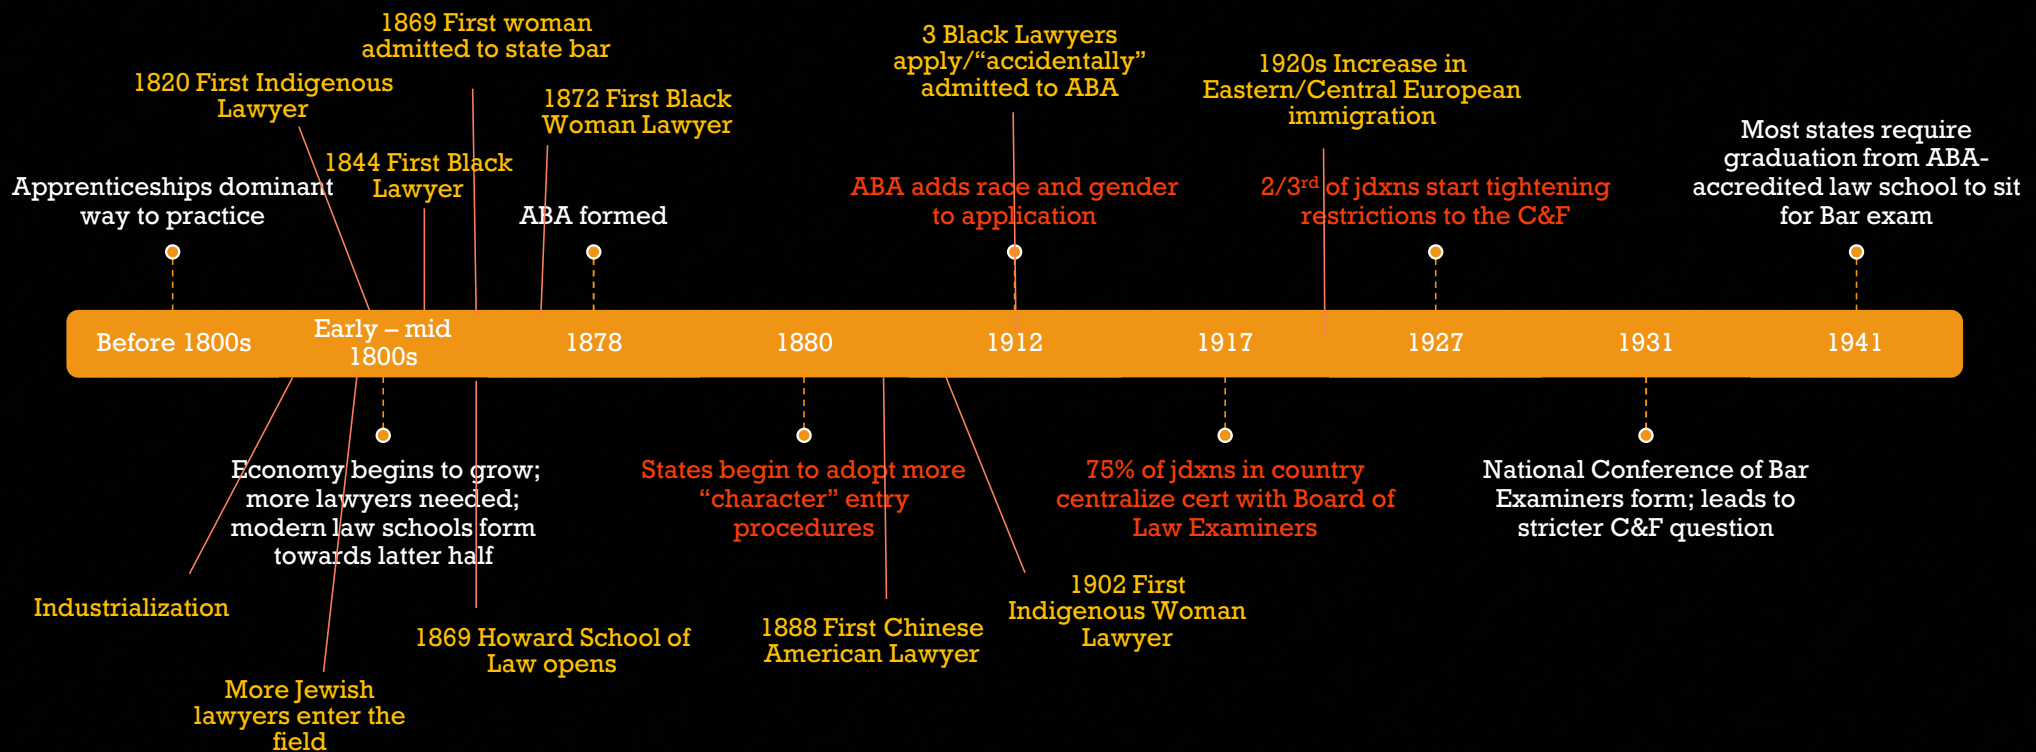 1869 First woman
admitted to state bar
3 Black Lawyers
apply/“accidentally”
admitted to ABA
1920s Increase in
Eastern/Central European
immigration
1820 First Indigenous
Lawyer
1872 First Black
Woman Lawyer
1844 First Black
Lawyer
Apprenticeships dominant
way to practice
ABA formed
ABA adds race and gender
to application
2/3rd of jdxns start tightening
restrictions to the C&F
Most states require
graduation from ABA-
accredited law school to sit
for Bar exam
Before 1800s
Early – mid
1800s
1878
1880
1912
1917
1927
1931
1941
Economy begins to grow;
more lawyers needed;
modern law schools form
towards latter half
States begin to adopt more
“character” entry
procedures
75% of jdxns in country
centralize cert with Board of
Law Examiners
National Conference of Bar
Examiners form; leads to
stricter C&F question
Industrialization
More Jewish
lawyers enter the
field
1869 Howard School of
Law opens
1888 First Chinese
American Lawyer
1902 First
Indigenous Woman
Lawyer